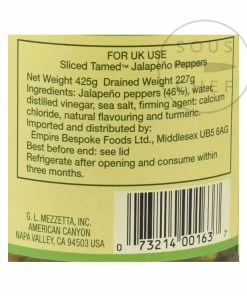 SOUS
CHEF
FOR UK USE
Sliced Tamed™ Jalapeño Peppers
Net Weight 425g Drained Weight 227g
Ingredients: Jalapeño peppers (46%), water,
distilled vinegar, sea salt, firming agent: calcium
chloride, natural flavouring and turmeric.
Imported and distributed by:
Empire Bespoke Foods Ltd., Middlesex UB5 6AG
Best before end: see lid
Refrigerate after opening and consume within
three months.
G. L. MEZZETTA, INC.
AMERICAN CANYON
NAPA VALLEY, CA 94503 USA
0 73214 00163 7